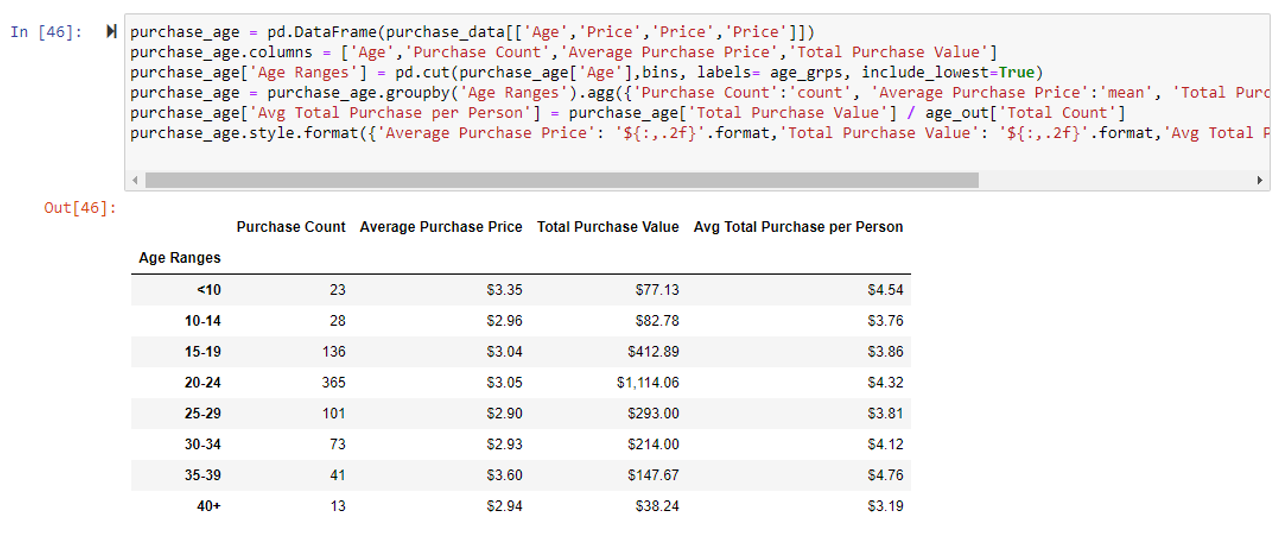 In [46]:
purchase_age = pd.DataFrame(purchase_data[['Age','Price','Price','Price']])
purchase_age.columns = ['Age','Purchase Count','Average Purchase Price','Total Purchase Value']
purchase_age['Age Ranges'] = pd.cut(purchase_age['Age'],bins, labels= age_grps, include_lowest=True)
purchase_age = purchase_age.groupby('Age Ranges').agg({'Purchase Count':'count', 'Average Purchase Price':'mean', 'Total Purc
purchase_age['Avg Total Purchase per Person'] = purchase_age['Total Purchase Value'] / age_out['Total Count']
purchase_age.style.format({'Average Purchase Price': '${:,.2f}'.format,'Total Purchase Value': '${:,.2f}'.format,'Avg Total P
Out[46]:
Purchase Count Average Purchase Price Total Purchase Value Avg Total Purchase per Person
Age Ranges
<10 23 $3.35 $77.13 $4.54
10-14 28 $2.96 $82.78 $3.76
15-19 136 $3.04 $412.89 $3.86
20-24 365 $3.05 $1,114.06 $4.32
25-29 101 $2.90 $293.00 $3.81
30-34 73 $2.93 $214.00 $4.12
35-39 41 $3.60 $147.67 $4.76
40+ 13 $2.94 $38.24 $3.19